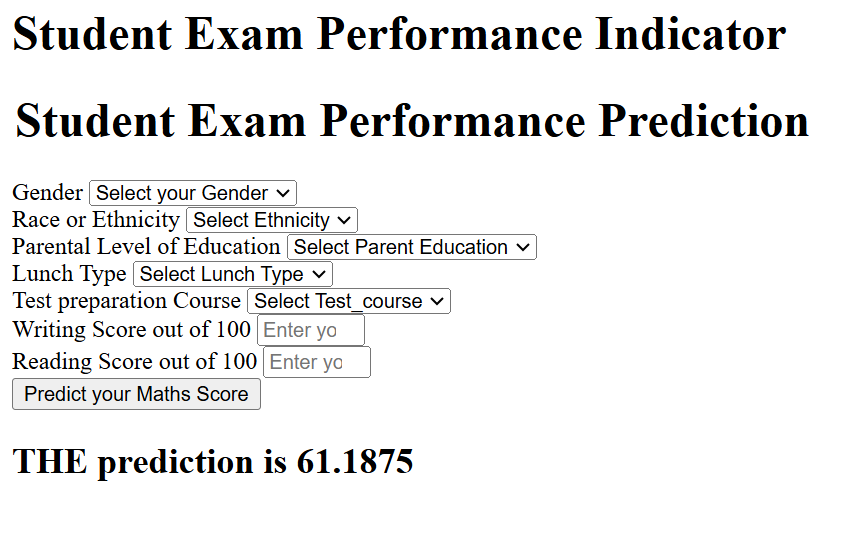 Student Exam Performance Indicator
Student Exam Performance Prediction
Gender Select your Gender
Race or Ethnicity Select Ethnicity
Parental Level of Education Select Parent Education
Lunch Type Select Lunch Type
Test preparation Course Select Test_course
Writing Score out of 100 Enter yo
Reading Score out of 100 Enter yo
Predict your Maths Score
THE prediction is 61.1875